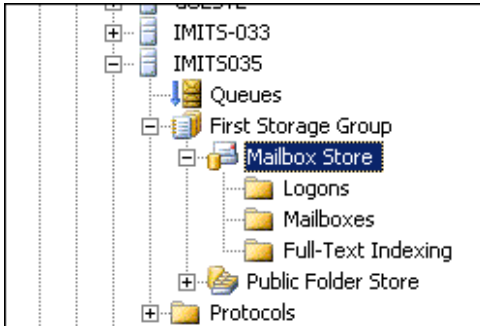 IMITS-033
IMITS035
Queues
First Storage Group
Mailbox Store
Logons
Mailboxes
Full-Text Indexing
Public Folder Store
Protocols